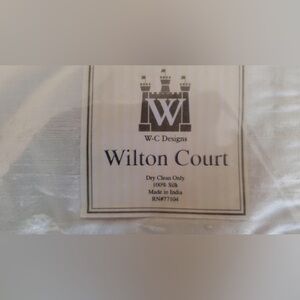 W
W-C Designs
Wilton Court
Dry Clean Only
100% Silk
Made in India
RN#77104